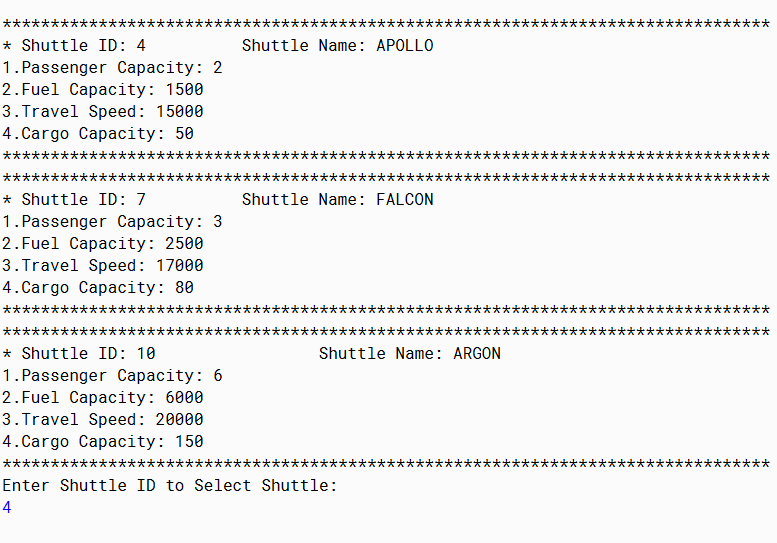 ********************************************************************************
* Shuttle ID: 4          Shuttle Name: APOLLO
1.Passenger Capacity: 2
2.Fuel Capacity: 1500
3.Travel Speed: 15000
4.Cargo Capacity: 50
********************************************************************************
********************************************************************************
* Shuttle ID: 7          Shuttle Name: FALCON
1.Passenger Capacity: 3
2.Fuel Capacity: 2500
3.Travel Speed: 17000
4.Cargo Capacity: 80
********************************************************************************
********************************************************************************
* Shuttle ID: 10                 Shuttle Name: ARGON
1.Passenger Capacity: 6
2.Fuel Capacity: 6000
3.Travel Speed: 20000
4.Cargo Capacity: 150
********************************************************************************
Enter Shuttle ID to Select Shuttle:
4